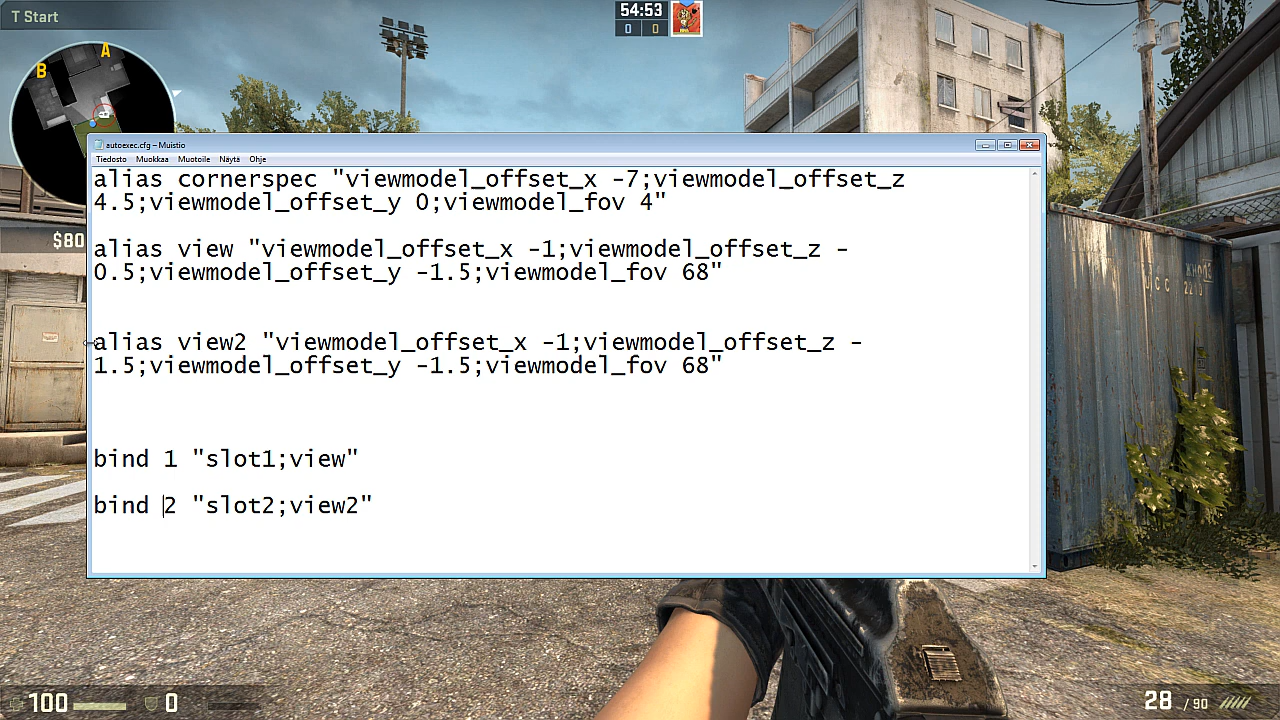 T Start
54:53
0 0
A
B
$80
autoexec.cfg – Muistio
Tiedosto Muokkaa Muotoile Näytä Ohje
alias cornerspec "viewmodel_offset_x -7;viewmodel_offset_z
4.5;viewmodel_offset_y 0;viewmodel_fov 4"
alias view "viewmodel_offset_x -1;viewmodel_offset_z -
0.5;viewmodel_offset_y -1.5;viewmodel_fov 68"
alias view2 "viewmodel_offset_x -1;viewmodel_offset_z -
1.5;viewmodel_offset_y -1.5;viewmodel_fov 68"
bind 1 "slot1;view"
bind 2 "slot2;view2"
100 0
28 / 90